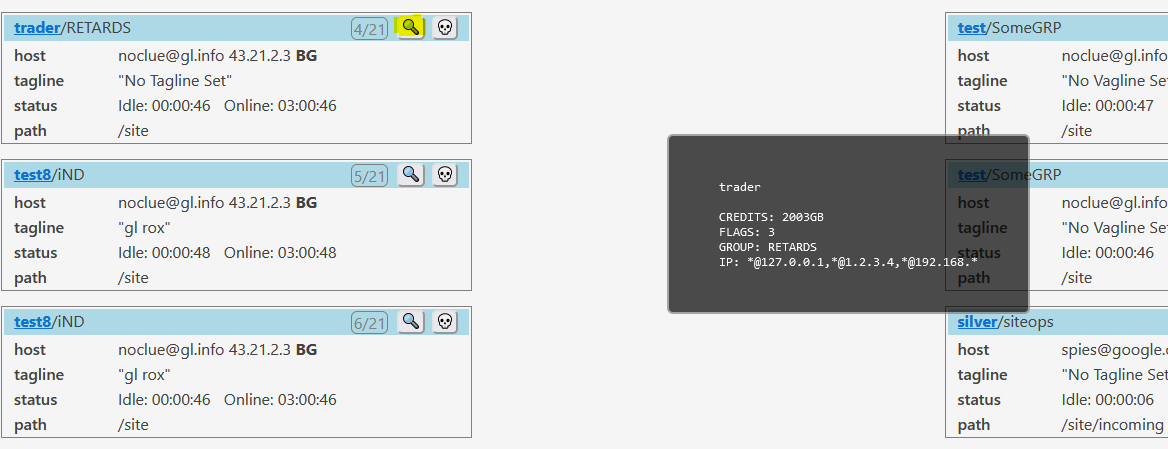 trader/RETARDS 4/21
host noclue@gl.info 43.21.2.3 BG
tagline "No Tagline Set"
status Idle: 00:00:46 Online: 03:00:46
path /site
test8/iND 5/21
host noclue@gl.info 43.21.2.3 BG
tagline "gl rox"
status Idle: 00:00:48 Online: 03:00:48
path /site
test8/iND 6/21
host noclue@gl.info 43.21.2.3 BG
tagline "gl rox"
status Idle: 00:00:46 Online: 03:00:46
path /site
trader
CREDITS: 2003GB
FLAGS: 3
GROUP: RETARDS
IP: *@127.0.0.1,*@1.2.3.4,*@192.168.*
test/SomeGRP
host noclue@gl.info
tagline "No Vagline Set
status Idle: 00:00:47
path /site
test/SomeGRP
host noclue@gl.info
tagline "No Vagline Set
status Idle: 00:00:46
path /site
silver/siteops
host spies@google.c
tagline "No Tagline Set
status Idle: 00:00:06
path /site/incoming